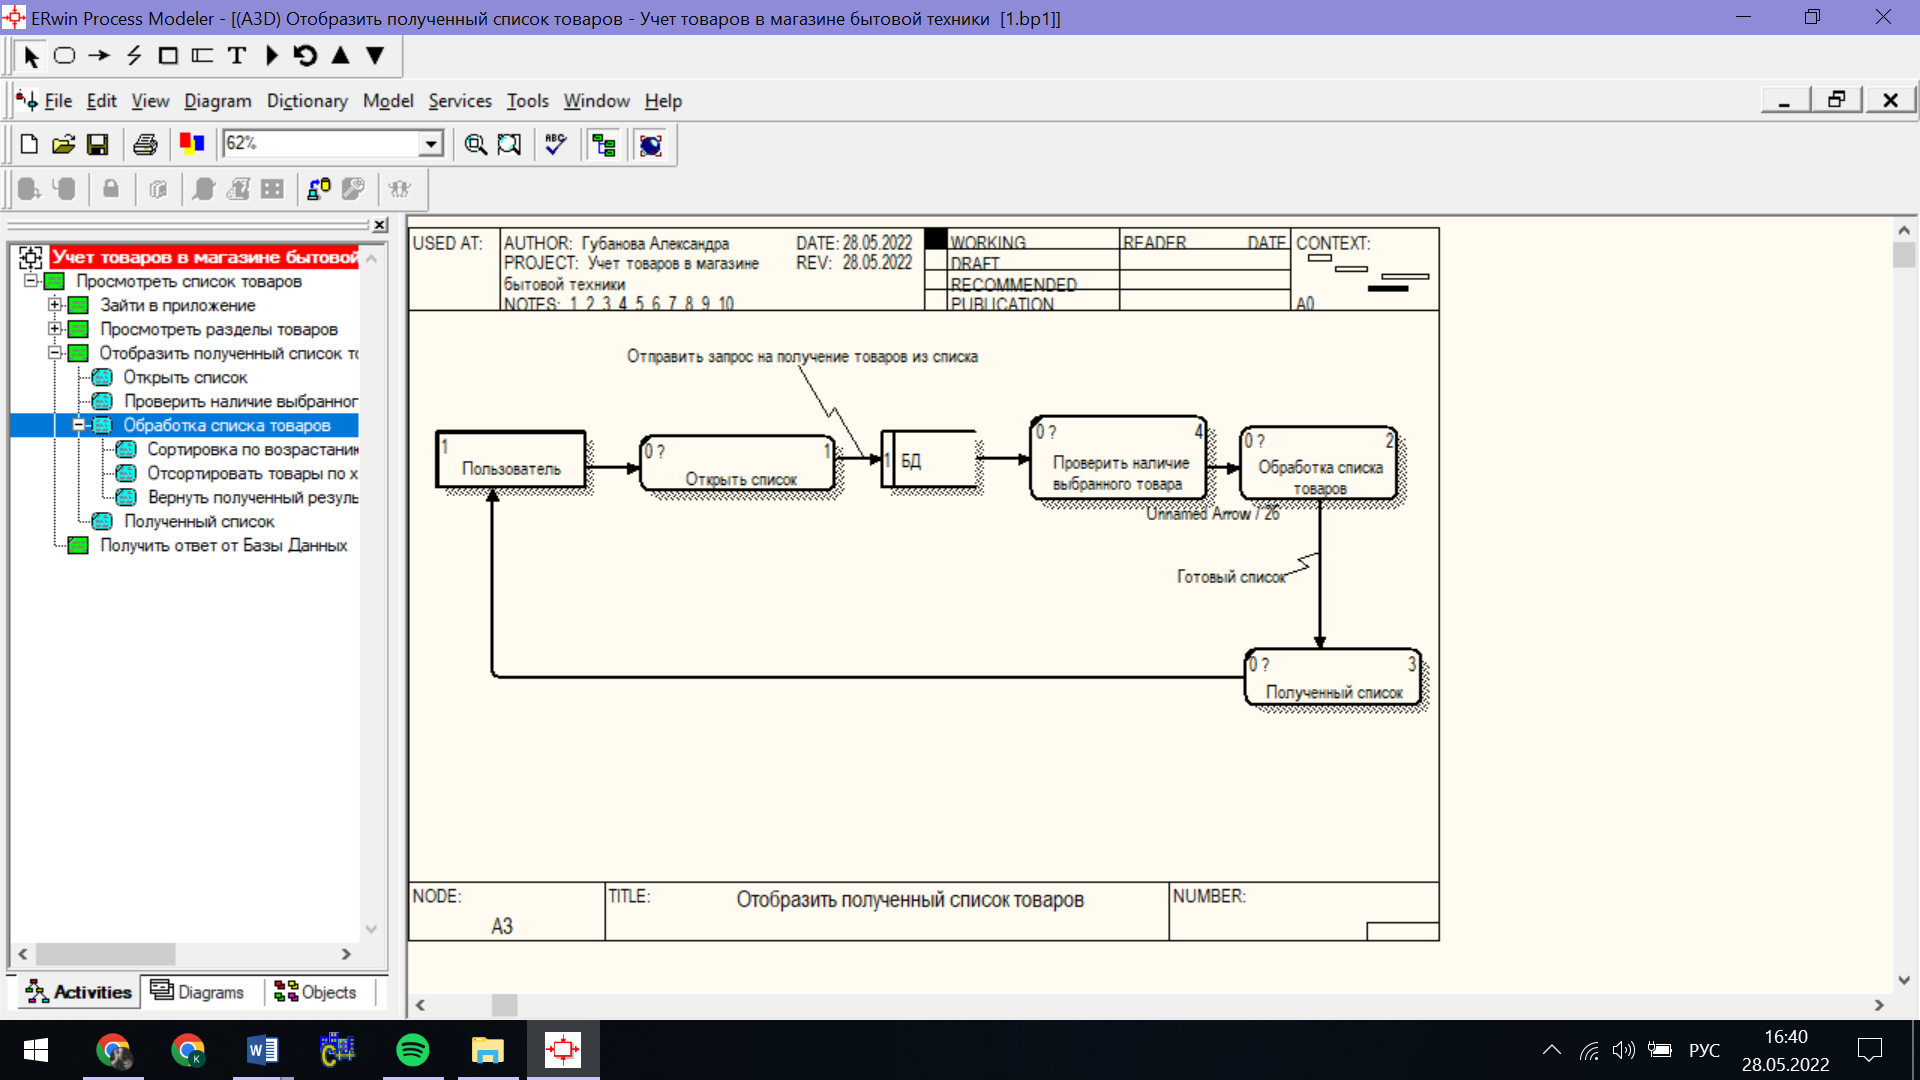 ERwin Process Modeler - [(A3D) Отобразить полученный список товаров - Учет товаров в магазине бытовой техники [1.bp1]]
T
File Edit View Diagram Dictionary Model Services Tools Window Help
62%
ABC
Учет товаров в магазине бытовой
Просмотреть список товаров
Зайти в приложение
Просмотреть разделы товаров
Отобразить полученный список то
Открыть список
Проверить наличие выбранног
Обработка списка товаров
Сортировка по возрастани
Отсортировать товары по х
Вернуть полученный резуль
Полученный список
Получить ответ от Базы Данных
Activities Diagrams Objects
USED AT:
AUTHOR: Губанова Александра
DATE: 28.05.2022
PROJECT: Учет товаров в магазине
бытовой техники
REV: 28.05.2022
NOTES: 1 2 3 4 5 6 7 8 9 10
WORKING
DRAFT
RECOMMENDED
PUBLICATION
READER DATE
CONTEXT:
A0
Отправить запрос на получение товаров из списка
1
Пользователь
0 ? 1
Открыть список
1 БД
0 ? 4
Проверить наличие
выбранного товара
0 ? 2
Обработка списка
товаров
Unnamed Arrow / 26
Готовый список
0 ? 3
Полученный список
NODE:
A3
TITLE:
Отобразить полученный список товаров
NUMBER:
K
РУС
16:40
28.05.2022